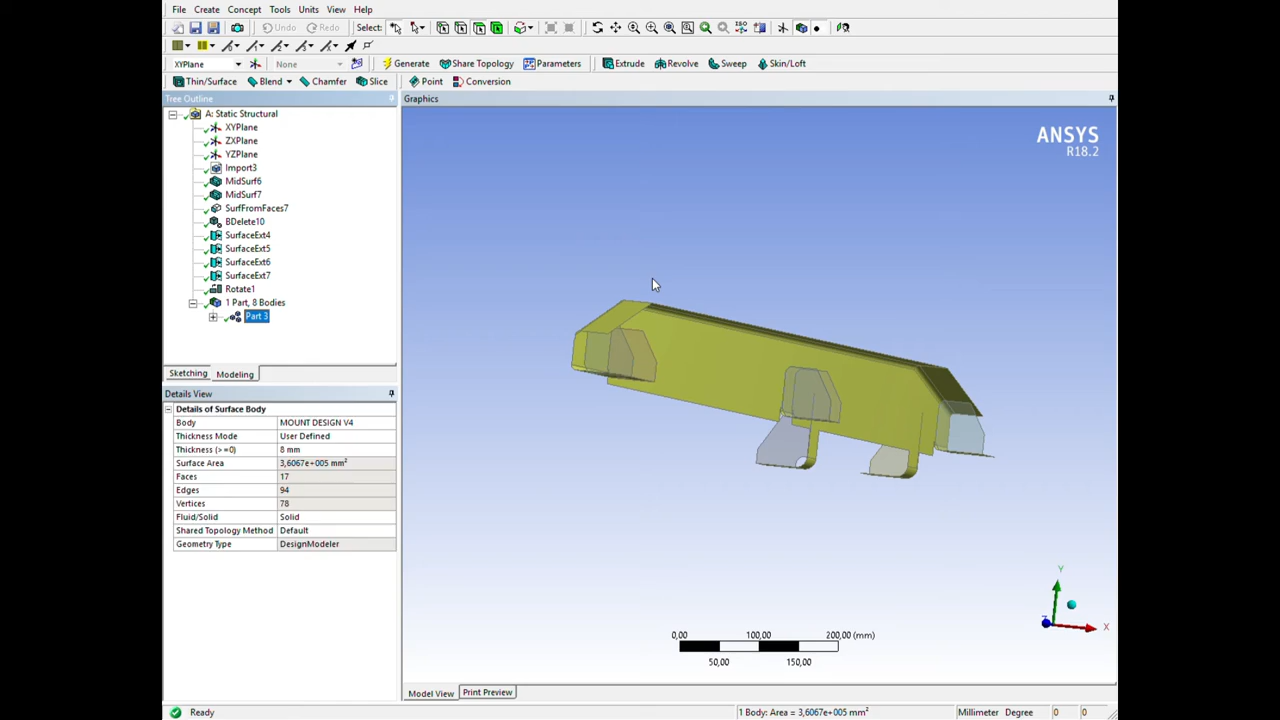 File Create Concept Tools Units View Help
Undo Redo Select:
XYPlane None Generate Share Topology Parameters Extrude Revolve Sweep Skin/Loft
Thin/Surface Blend Chamfer Slice Point Conversion
Tree Outline
A: Static Structural
XYPlane
ZXPlane
YZPlane
Import3
MidSurf6
MidSurf7
SurfFromFaces7
BDelete10
SurfaceExt4
SurfaceExt5
SurfaceExt6
SurfaceExt7
Rotate1
1 Part, 8 Bodies
Part 3
Sketching Modeling
Details View
Details of Surface Body
Body MOUNT DESIGN V4
Thickness Mode User Defined
Thickness (>=0) 8 mm
Surface Area 3,6067e+005 mm²
Faces 17
Edges 94
Vertices 78
Fluid/Solid Solid
Shared Topology Method Default
Geometry Type DesignModeler
Graphics
ANSYS
R18.2
Y
X
Z
0,00 100,00 200,00 (mm)
50,00 150,00
Model View Print Preview
Ready 1 Body: Area = 3,6067e+005 mm² Millimeter Degree 0 0